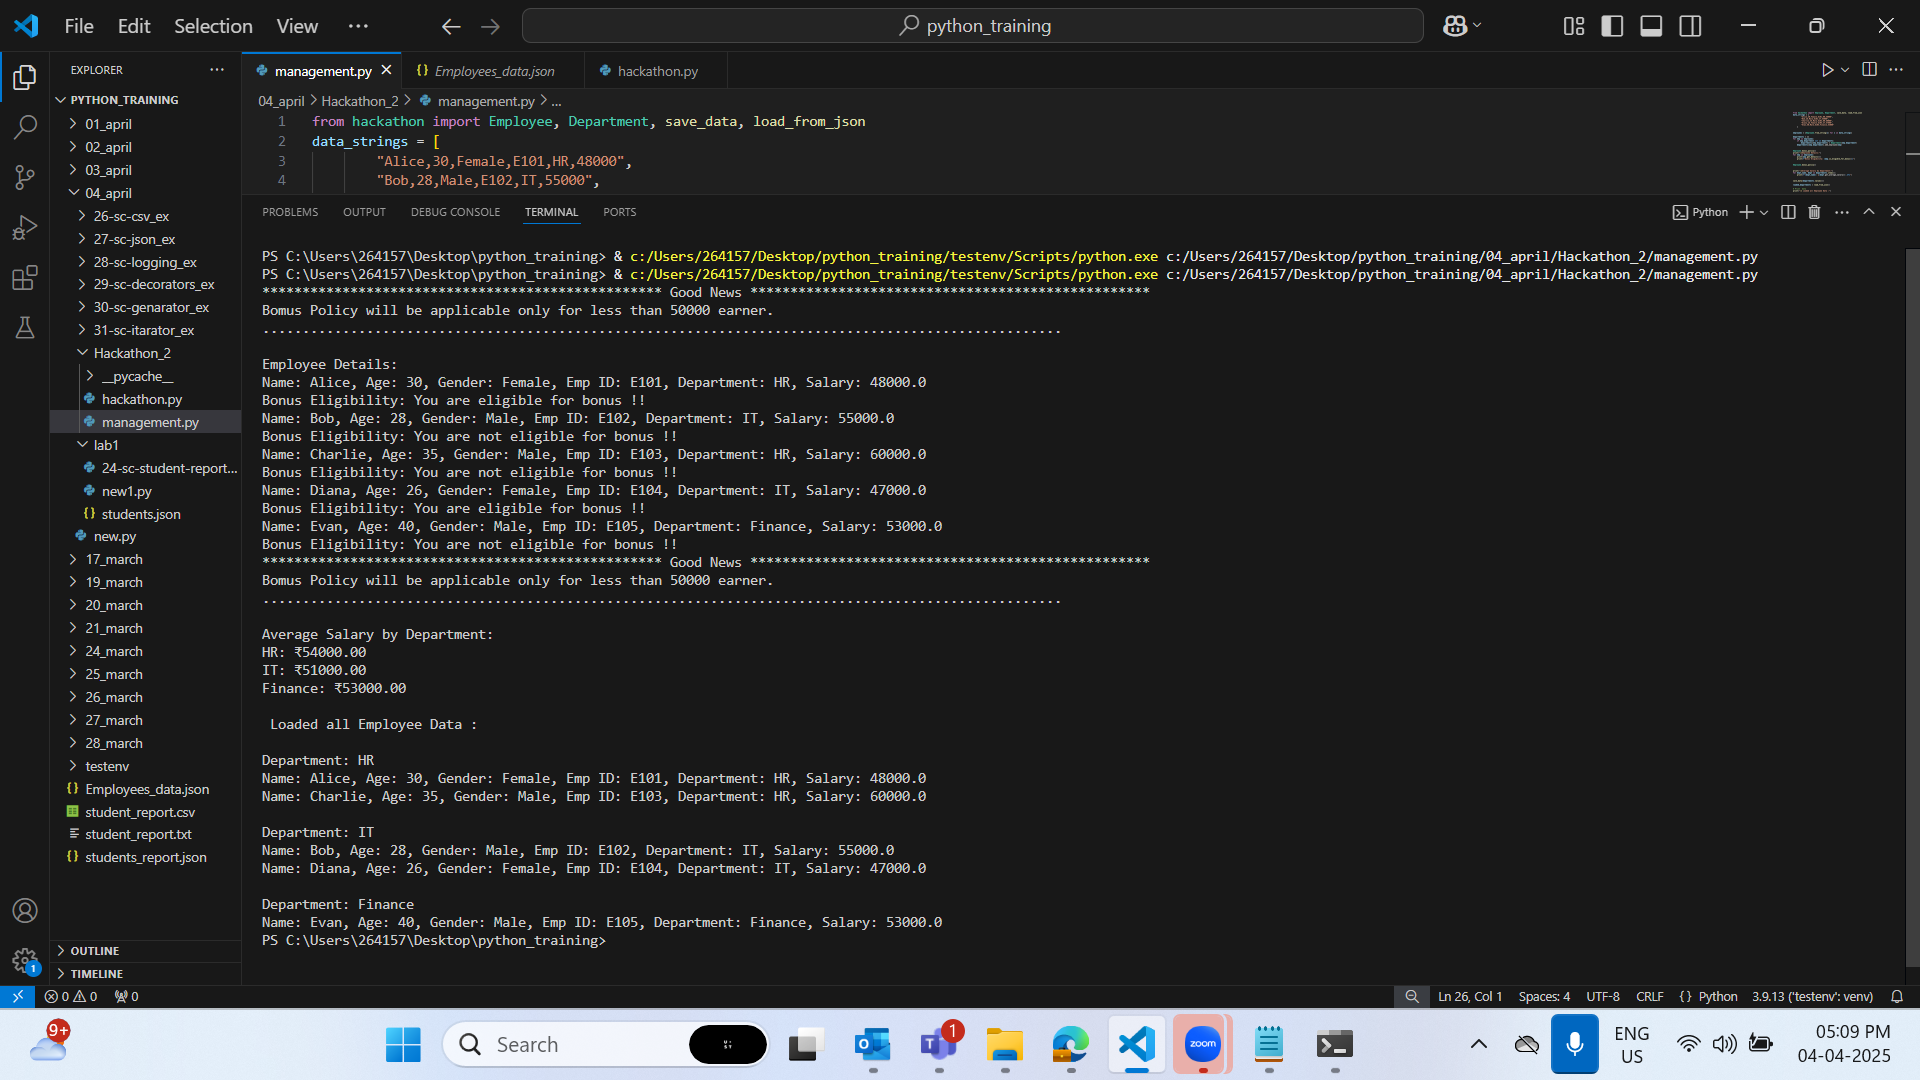 File Edit Selection View ··· python_training
EXPLORER ···
PYTHON_TRAINING
01_april
02_april
03_april
04_april
26-sc-csv_ex
27-sc-json_ex
28-sc-logging_ex
29-sc-decorators_ex
30-sc-genarator_ex
31-sc-itarator_ex
Hackathon_2
__pycache__
hackathon.py
management.py
lab1
24-sc-student-report...
new1.py
students.json
new.py
17_march
19_march
20_march
21_march
24_march
25_march
26_march
27_march
28_march
testenv
Employees_data.json
student_report.csv
student_report.txt
students_report.json
OUTLINE
TIMELINE
management.py Employees_data.json hackathon.py
04_april > Hackathon_2 > management.py > ...
1 from hackathon import Employee, Department, save_data, load_from_json
2 data_strings = [
3 "Alice,30,Female,E101,HR,48000",
4 "Bob,28,Male,E102,IT,55000",
PROBLEMS OUTPUT DEBUG CONSOLE TERMINAL PORTS Python
PS C:\Users\264157\Desktop\python_training> & c:/Users/264157/Desktop/python_training/testenv/Scripts/python.exe c:/Users/264157/Desktop/python_training/04_april/Hackathon_2/management.py
PS C:\Users\264157\Desktop\python_training> & c:/Users/264157/Desktop/python_training/testenv/Scripts/python.exe c:/Users/264157/Desktop/python_training/04_april/Hackathon_2/management.py
************************************************** Good News **************************************************
Bomus Policy will be applicable only for less than 50000 earner.
....................................................................................................
Employee Details:
Name: Alice, Age: 30, Gender: Female, Emp ID: E101, Department: HR, Salary: 48000.0
Bonus Eligibility: You are eligible for bonus !!
Name: Bob, Age: 28, Gender: Male, Emp ID: E102, Department: IT, Salary: 55000.0
Bonus Eligibility: You are not eligible for bonus !!
Name: Charlie, Age: 35, Gender: Male, Emp ID: E103, Department: HR, Salary: 60000.0
Bonus Eligibility: You are not eligible for bonus !!
Name: Diana, Age: 26, Gender: Female, Emp ID: E104, Department: IT, Salary: 47000.0
Bonus Eligibility: You are eligible for bonus !!
Name: Evan, Age: 40, Gender: Male, Emp ID: E105, Department: Finance, Salary: 53000.0
Bonus Eligibility: You are not eligible for bonus !!
************************************************** Good News **************************************************
Bomus Policy will be applicable only for less than 50000 earner.
....................................................................................................
Average Salary by Department:
HR: ₹54000.00
IT: ₹51000.00
Finance: ₹53000.00
Loaded all Employee Data :
Department: HR
Name: Alice, Age: 30, Gender: Female, Emp ID: E101, Department: HR, Salary: 48000.0
Name: Charlie, Age: 35, Gender: Male, Emp ID: E103, Department: HR, Salary: 60000.0
Department: IT
Name: Bob, Age: 28, Gender: Male, Emp ID: E102, Department: IT, Salary: 55000.0
Name: Diana, Age: 26, Gender: Female, Emp ID: E104, Department: IT, Salary: 47000.0
Department: Finance
Name: Evan, Age: 40, Gender: Male, Emp ID: E105, Department: Finance, Salary: 53000.0
PS C:\Users\264157\Desktop\python_training>
1
0 0 0 Ln 26, Col 1 Spaces: 4 UTF-8 CRLF {} Python 3.9.13 ('testenv': venv)
9+ Search 1 zoom ENG US 05:09 PM
04-04-2025